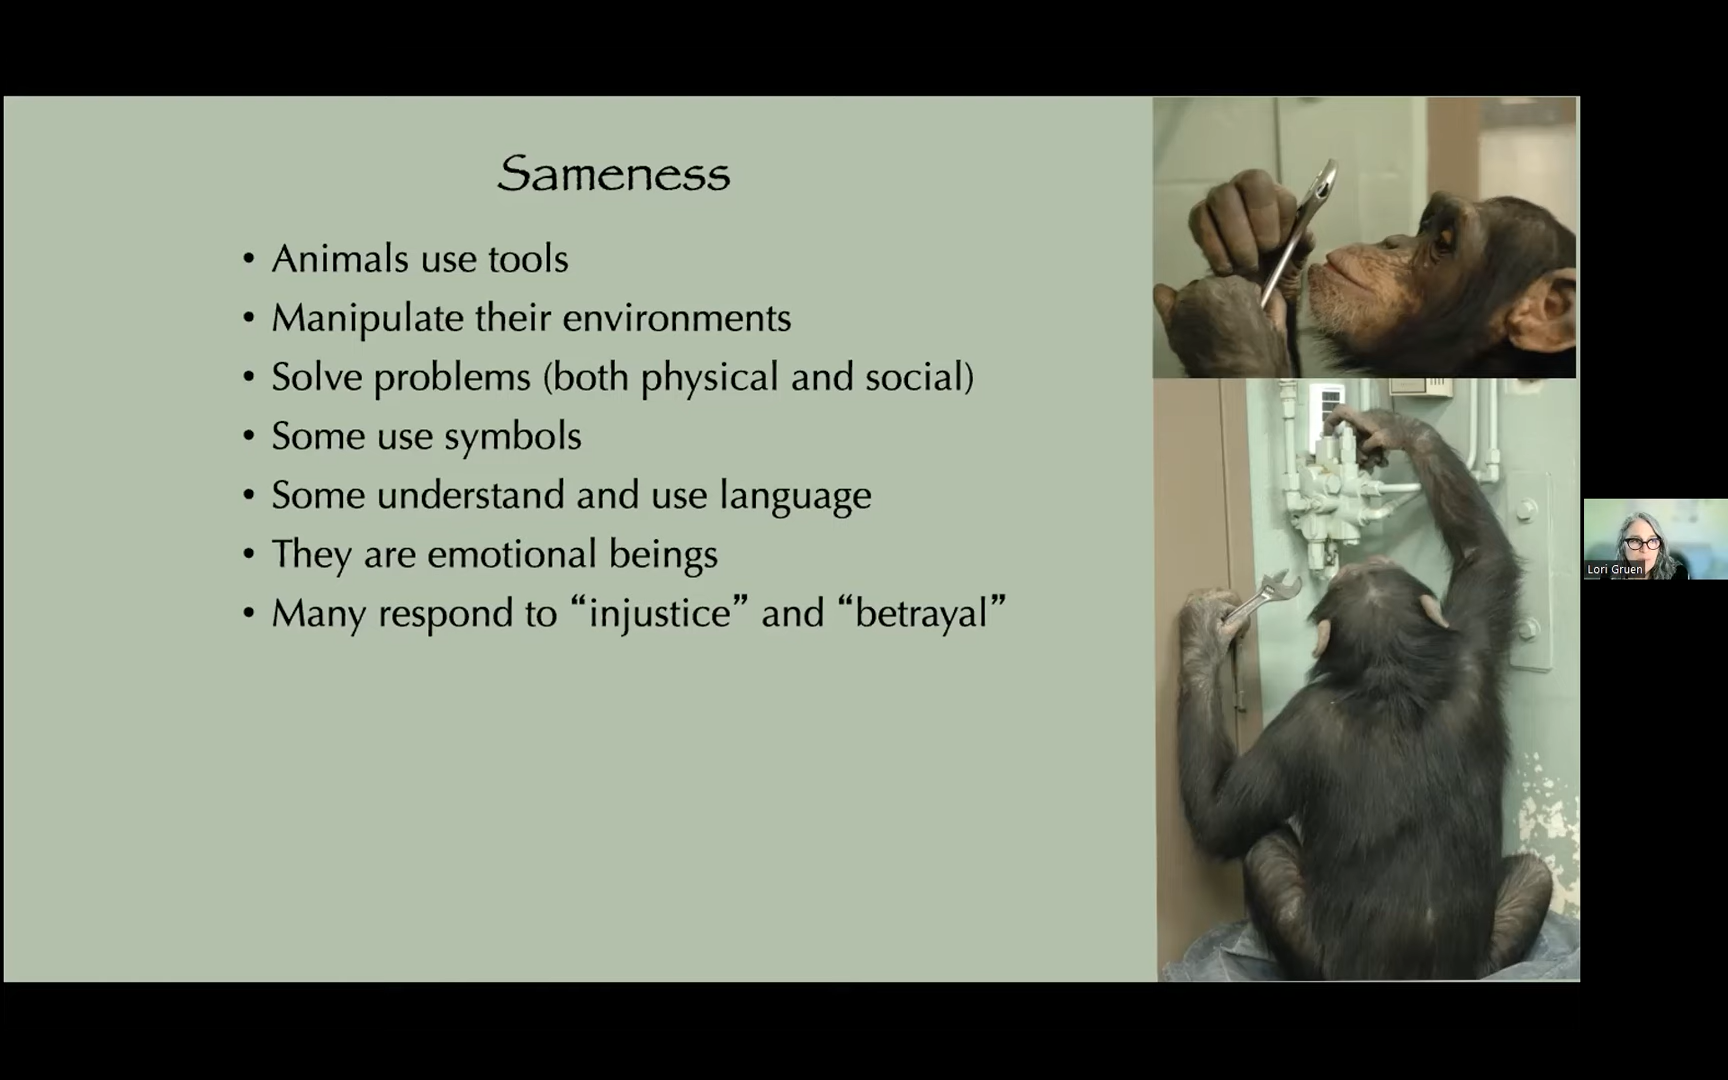 Sameness
• Animals use tools
• Manipulate their environments
• Solve problems (both physical and social)
• Some use symbols
• Some understand and use language
• They are emotional beings
• Many respond to “injustice” and “betrayal”
Lori Gruen